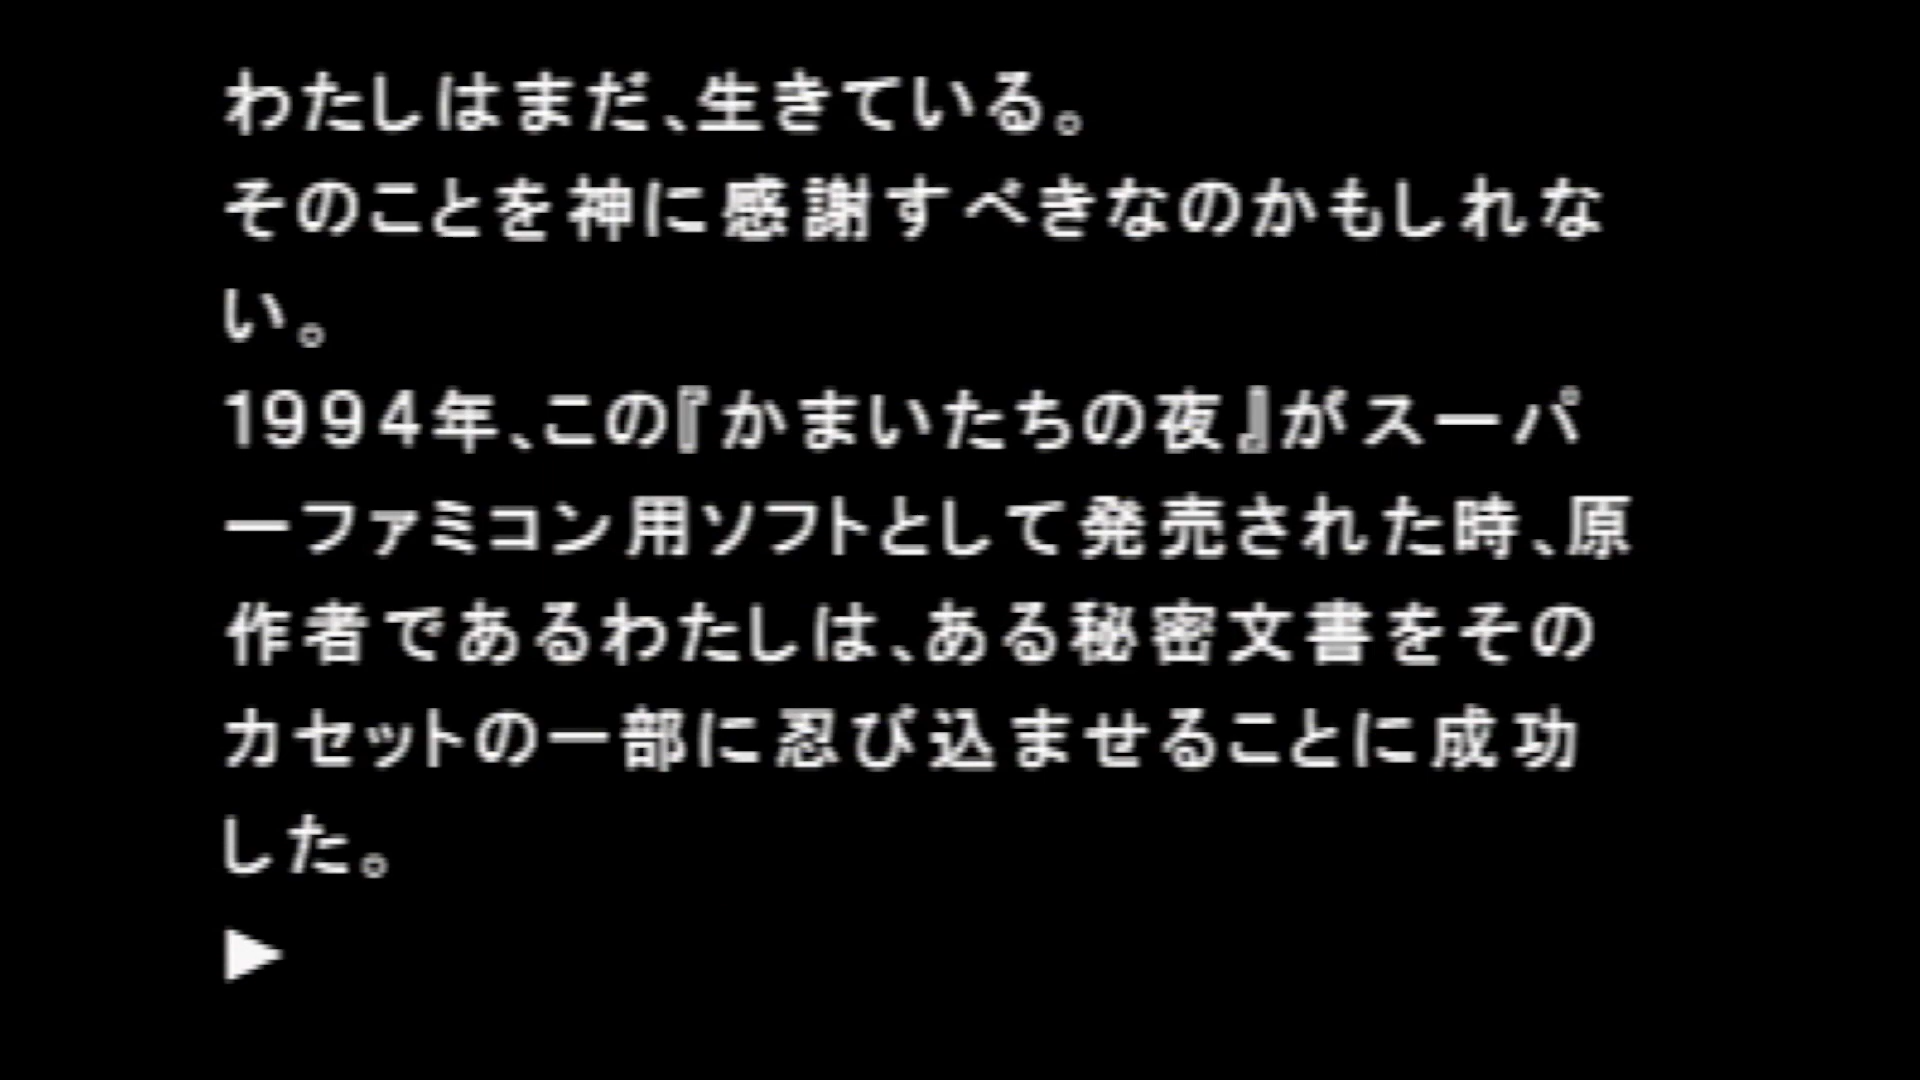 わたしはまだ、生きている。
そのことを神に感謝すべきなのかもしれな
い。
1994年、この『かまいたちの夜』がスーパ
ーファミコン用ソフトとして発売された時、原
作者であるわたしは、ある秘密文書をその
カセットの一部に忍び込ませることに成功
した。
▶